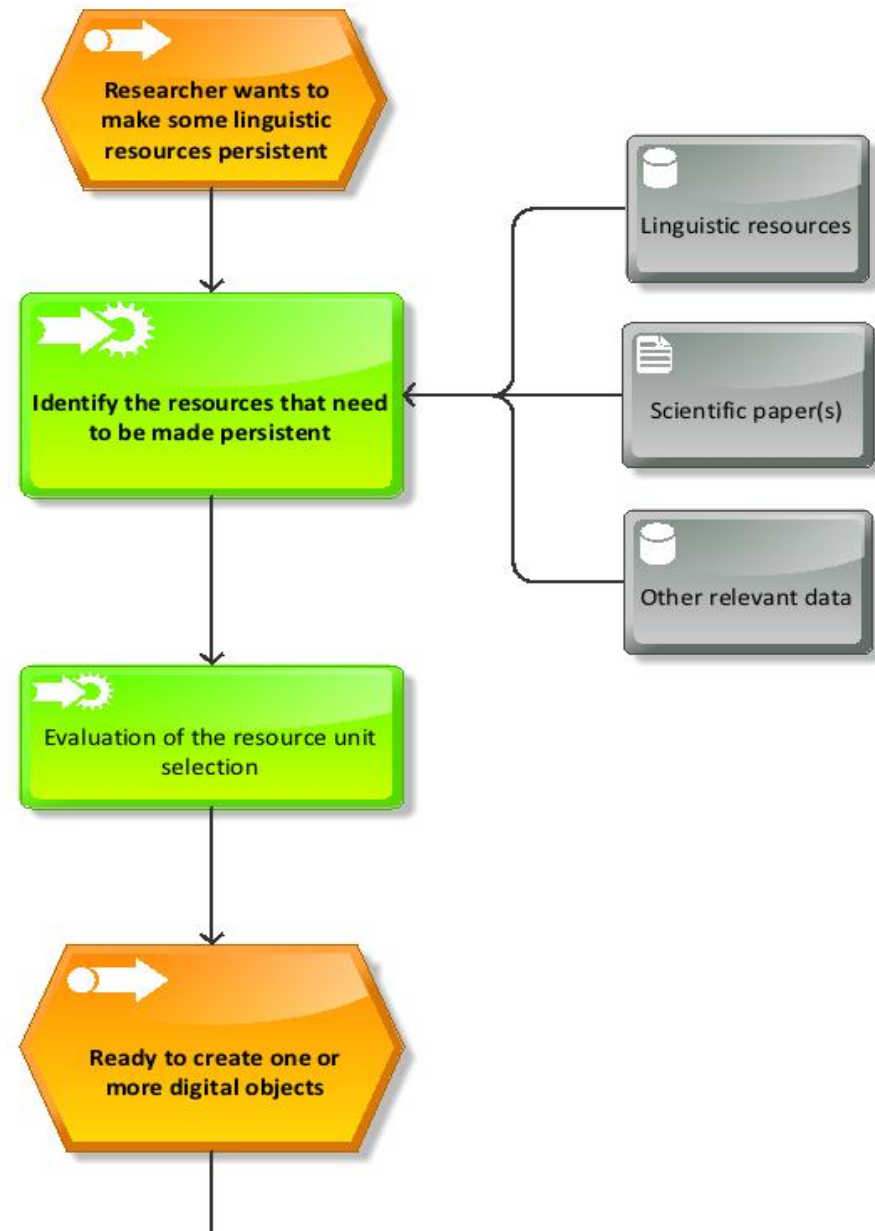 Researcher wants to
make some linguistic
resources persistent
Linguistic resources
Identify the resources that need
to be made persistent
Scientific paper(s)
Other relevant data
Evaluation of the resource unit
selection
Ready to create one or
more digital objects